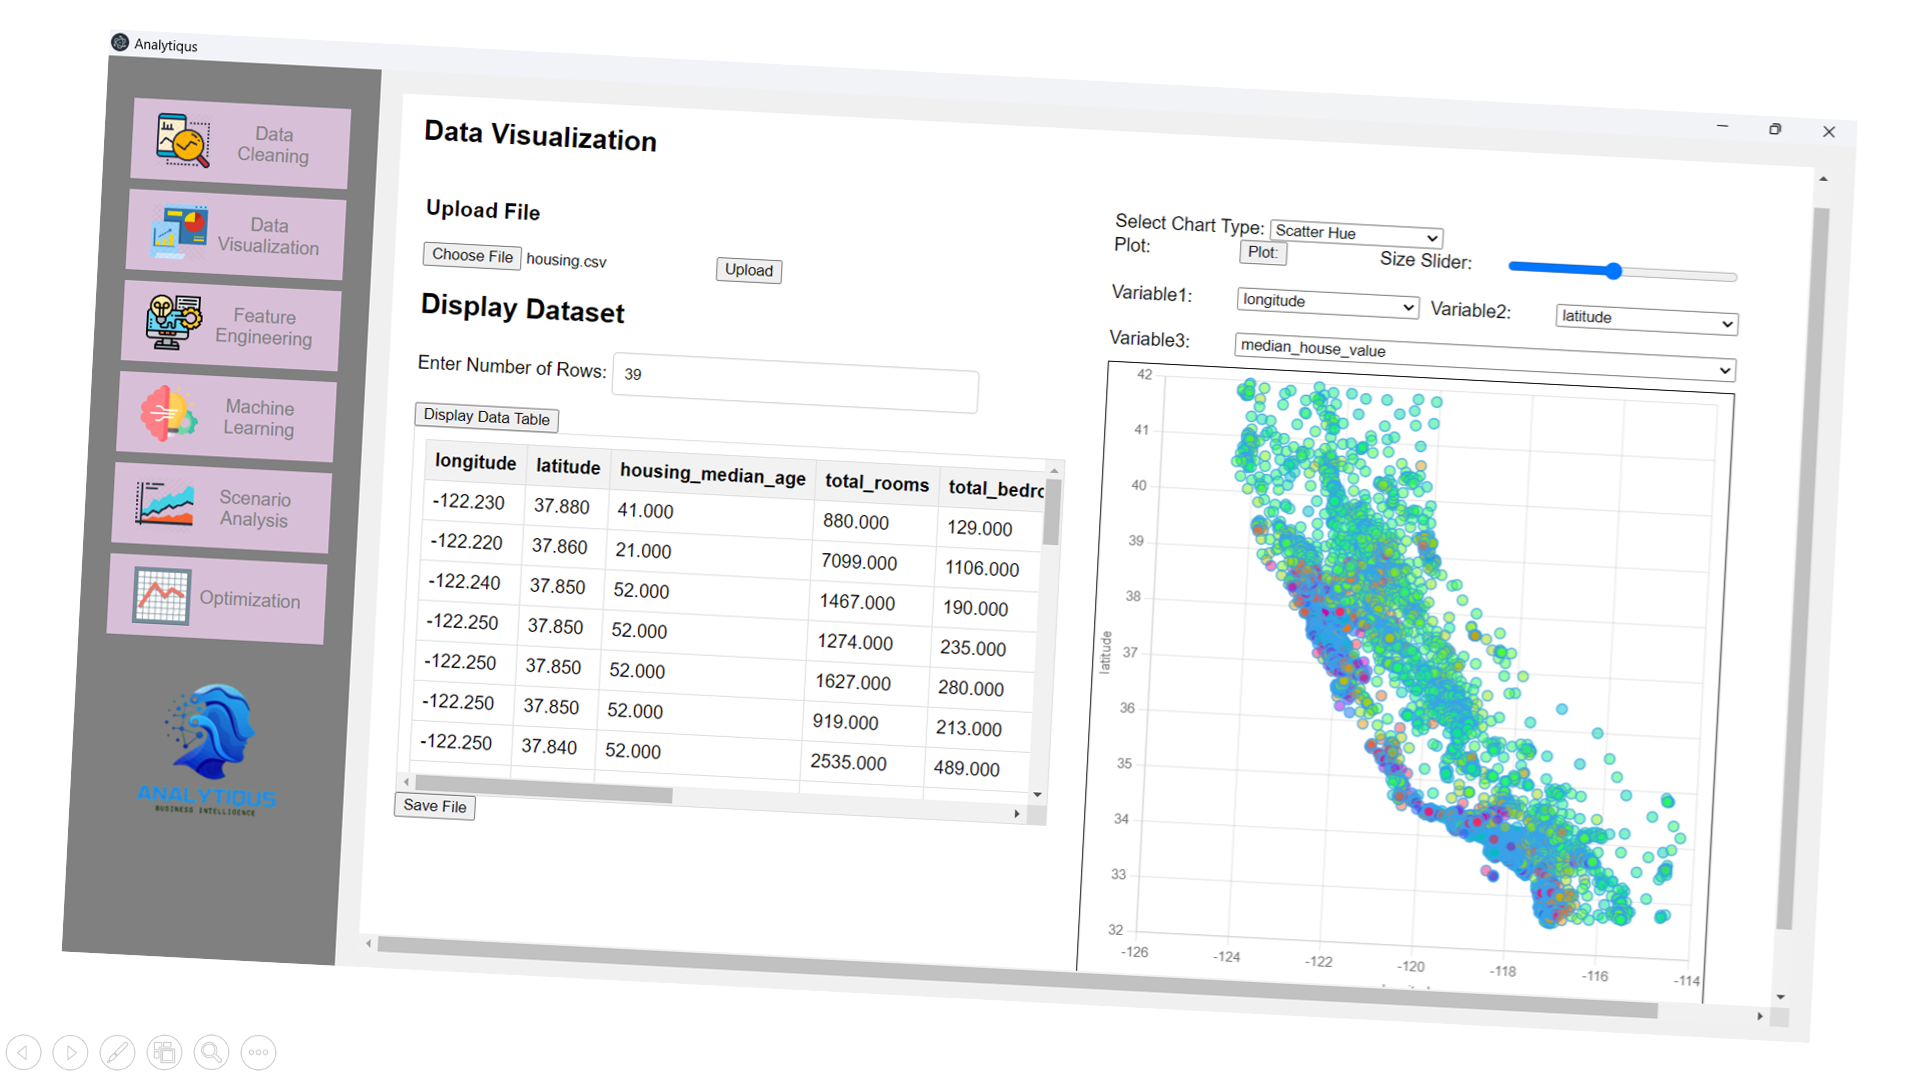 Analytiqus
Data
Cleaning
Data
Visualization
Feature
Engineering
Machine
Learning
Scenario
Analysis
Optimization
ANALYTIQUS
BUSINESS INTELLIGENCE
Data Visualization
Upload File
Choose File housing.csv
Upload
Display Dataset
Enter Number of Rows: 39
Display Data Table
longitude latitude housing_median_age total_rooms total_bedro
-122.230 37.880 41.000 880.000 129.000
-122.220 37.860 21.000 7099.000 1106.000
-122.240 37.850 52.000 1467.000 190.000
-122.250 37.850 52.000 1274.000 235.000
-122.250 37.850 52.000 1627.000 280.000
-122.250 37.850 52.000 919.000 213.000
-122.250 37.840 52.000 2535.000 489.000
Save File
Select Chart Type: Scatter Hue
Plot: Plot: Size Slider:
Variable1: longitude Variable2: latitude
Variable3: median_house_value
42
41
40
39
38
37
36
35
34
33
32
latitude
-126 -124 -122 -120 -118 -116 -114